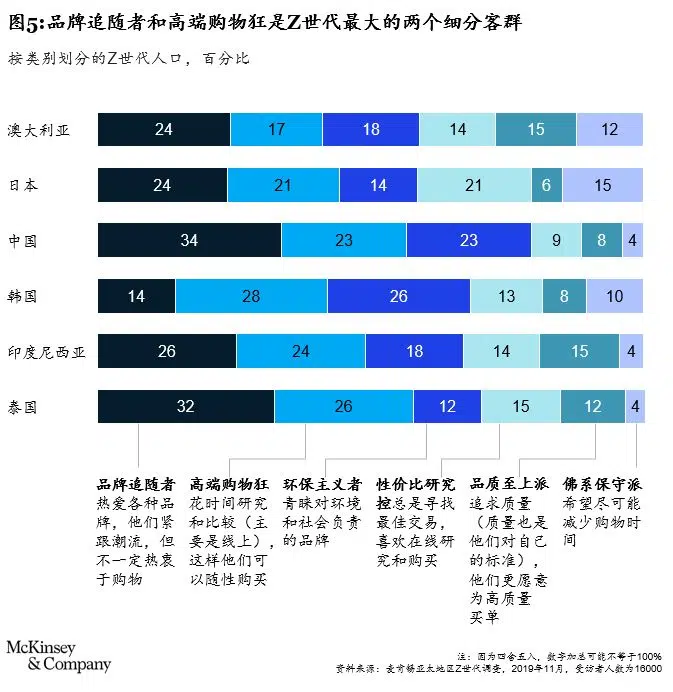 图5:品牌追随者和高端购物狂是Z世代最大的两个细分客群
按类别划分的Z世代人口，百分比
澳大利亚 24 17 18 14 15 12
日本 24 21 14 21 6 15
中国 34 23 23 9 8 4
韩国 14 28 26 13 8 10
印度尼西亚 26 24 18 14 15 4
泰国 32 26 12 15 12 4
品牌追随者
热爱各种品
牌，他们紧
跟潮流，但
不一定热衷
于购物
高端购物狂
花时间研究
和比较（主
要是线上），
这样他们可
以随性购买
环保主义者
青睐对环境
和社会负责
的品牌
性价比研究
控总是寻找
最佳交易，
喜欢在线研
究和购买
品质至上派
追求质量
（质量也是
他们对自己
的标准），
他们更愿意
为高质量
买单
佛系保守派
希望尽可能
减少购物时
间
McKinsey
& Company
注：因为四舍五入，数字加总可能不等于100%
资料来源：麦肯锡亚太地区Z世代调查，2019年11月，受访者人数为16000